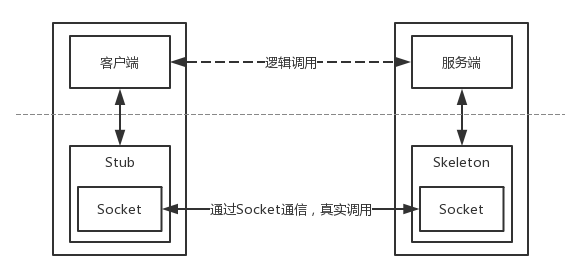 客户端
逻辑调用
服务端
Stub
Skeleton
Socket
通过Socket通信，真实调用
Socket